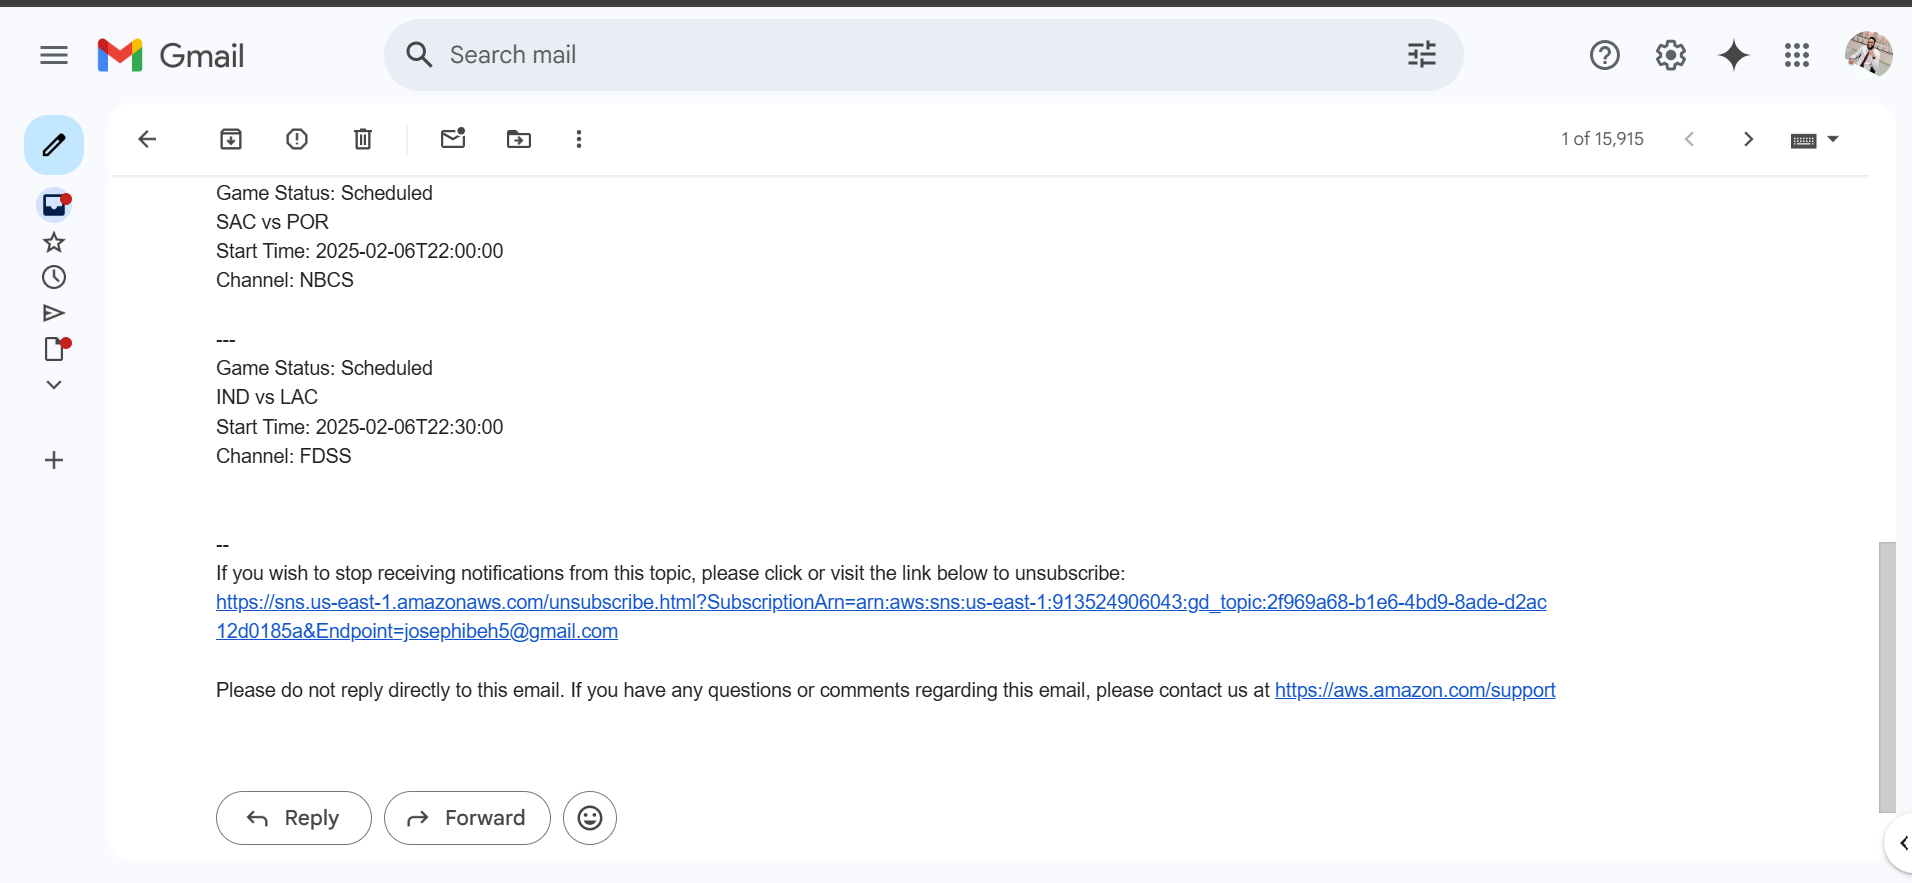 Gmail
Search mail
1 of 15,915
Game Status: Scheduled
SAC vs POR
Start Time: 2025-02-06T22:00:00
Channel: NBCS
---
Game Status: Scheduled
IND vs LAC
Start Time: 2025-02-06T22:30:00
Channel: FDSS
--
If you wish to stop receiving notifications from this topic, please click or visit the link below to unsubscribe:
https://sns.us-east-1.amazonaws.com/unsubscribe.html?SubscriptionArn=arn:aws:sns:us-east-1:913524906043:gd_topic:2f969a68-b1e6-4bd9-8ade-d2ac
12d0185a&Endpoint=josephibeh5@gmail.com
Please do not reply directly to this email. If you have any questions or comments regarding this email, please contact us at https://aws.amazon.com/support
Reply Forward